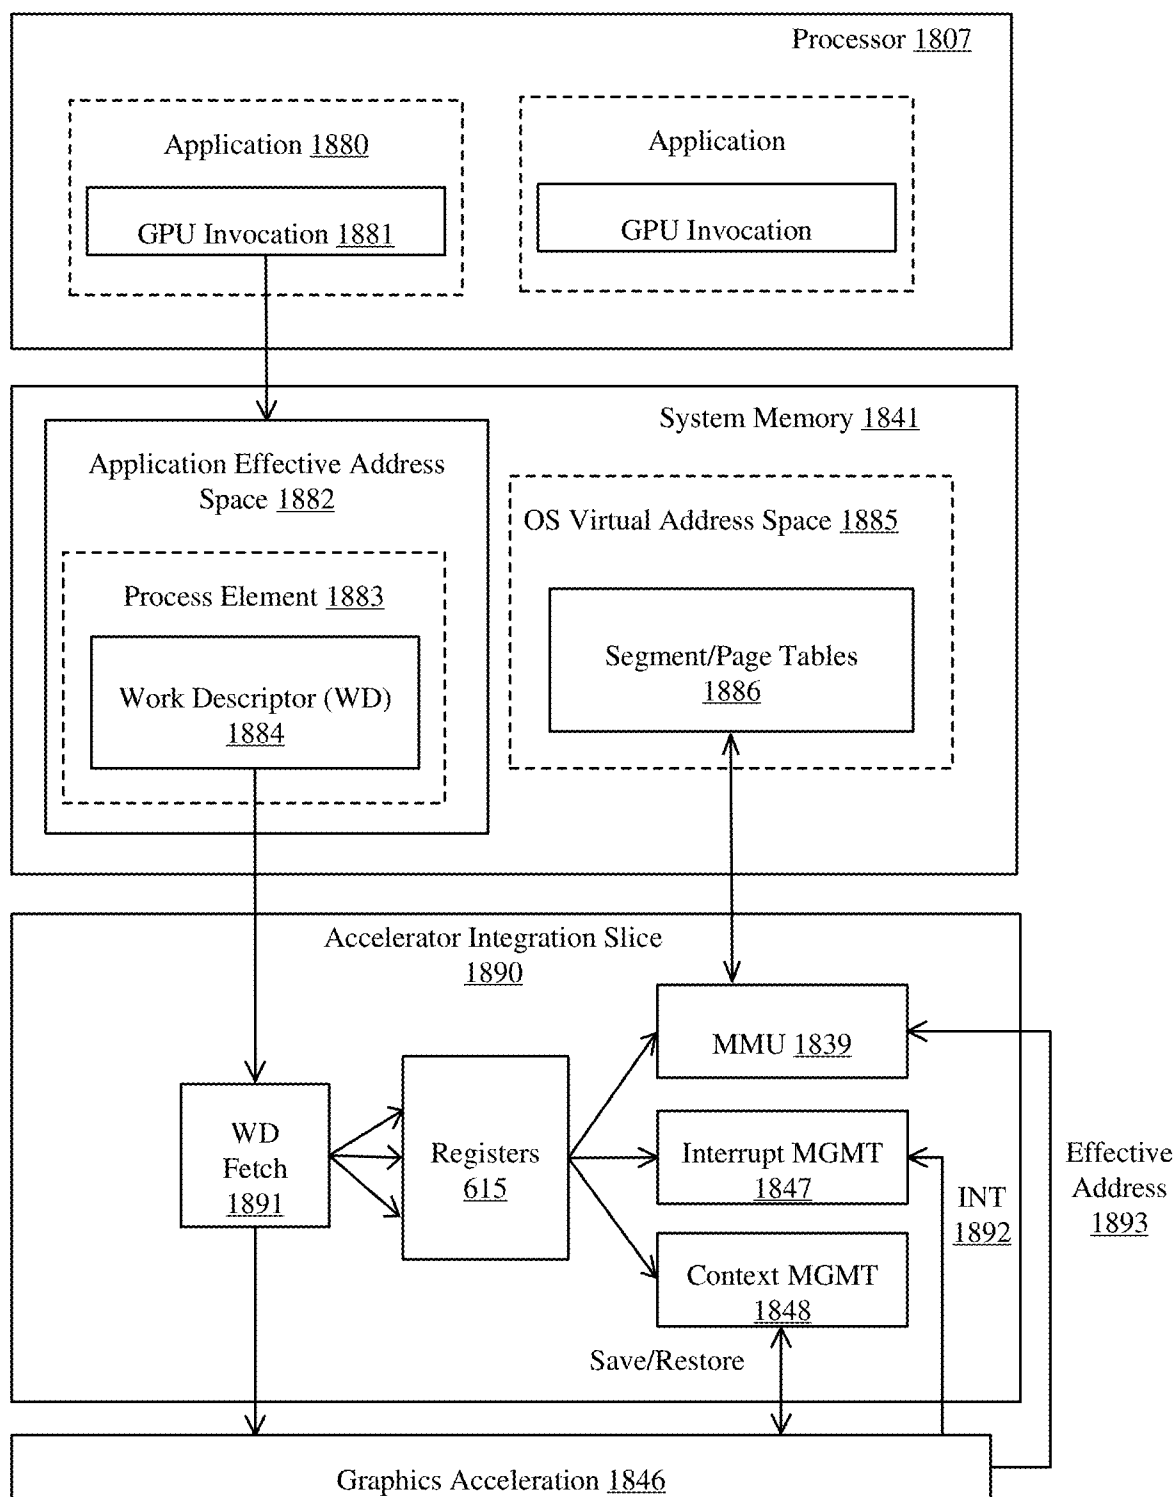 Processor 1807
Application 1880
GPU Invocation 1881
Application
GPU Invocation
System Memory 1841
Application Effective Address
Space 1882
Process Element 1883
Work Descriptor (WD)
1884
OS Virtual Address Space 1885
Segment/Page Tables
1886
Accelerator Integration Slice
1890
WD
Fetch
1891
Registers
615
MMU 1839
Interrupt MGMT
1847
Context MGMT
1848
Save/Restore
INT
1892
Effective
Address
1893
Graphics Acceleration 1846